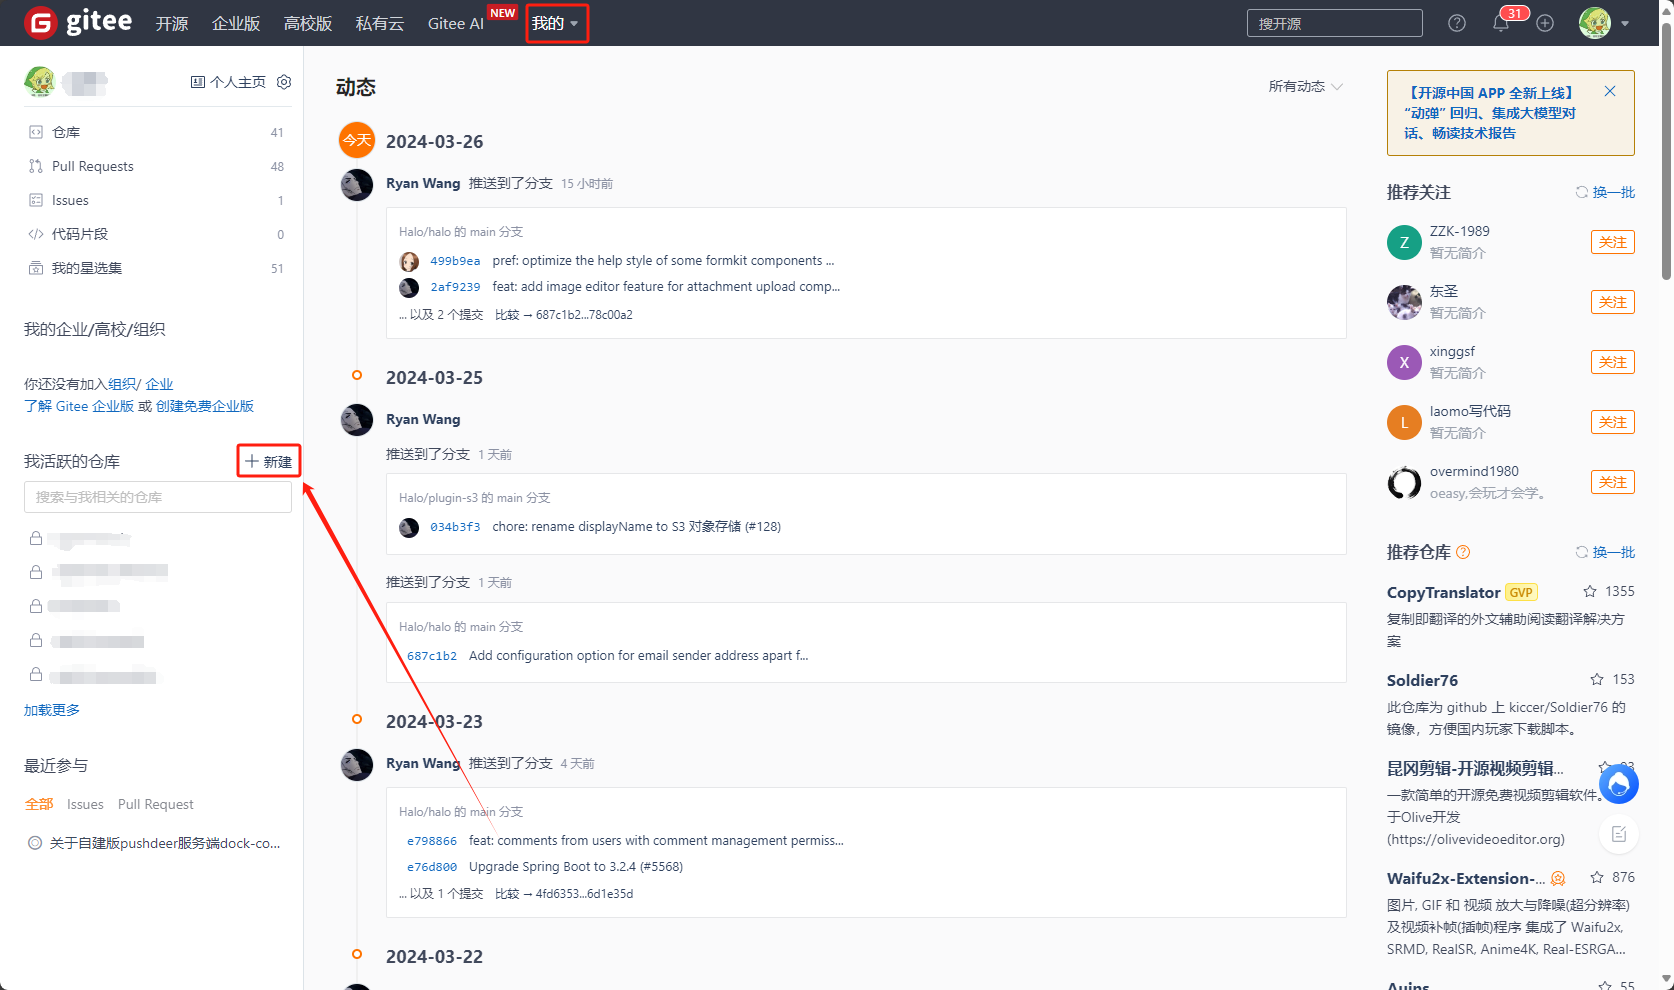 gitee
开源
企业版
高校版
私有云
Gitee AI
NEW
我的
搜开源
31
个人主页
仓库 41
Pull Requests 48
Issues 1
代码片段 0
我的星选集 51
我的企业/高校/组织
你还没有加入组织/ 企业
了解 Gitee 企业版 或 创建免费企业版
我活跃的仓库
新建
搜索与我相关的仓库
加载更多
最近参与
全部 Issues Pull Request
关于自建版pushdeer服务端dock-co...
动态
所有动态
今天
2024-03-26
Ryan Wang 推送到了分支 15 小时前
Halo/halo 的 main 分支
499b9ea pref: optimize the help style of some formkit components ...
2af9239 feat: add image editor feature for attachment upload comp...
... 以及 2 个提交 比较 → 687c1b2...78c00a2
2024-03-25
Ryan Wang
推送到了分支 1 天前
Halo/plugin-s3 的 main 分支
034b3f3 chore: rename displayName to S3 对象存储 (#128)
推送到了分支 1 天前
Halo/halo 的 main 分支
687c1b2 Add configuration option for email sender address apart f...
2024-03-23
Ryan Wang 推送到了分支 4 天前
Halo/halo 的 main 分支
e798866 feat: comments from users with comment management permiss...
e76d800 Upgrade Spring Boot to 3.2.4 (#5568)
... 以及 1 个提交 比较 → 4fd6353...6d1e35d
2024-03-22
【开源中国 APP 全新上线】
“动弹” 回归、集成大模型对
话、畅读技术报告
推荐关注
换一批
Z
ZZK-1989
暂无简介
关注
东圣
暂无简介
关注
X
xinggsf
暂无简介
关注
L
laomo写代码
暂无简介
关注
overmind1980
oeasy,会玩才会学。
关注
推荐仓库
换一批
CopyTranslator GVP 1355
复制即翻译的外文辅助阅读翻译解决方
案
Soldier76 153
此仓库为 github 上 kiccer/Soldier76 的
镜像，方便国内玩家下载脚本。
昆冈剪辑-开源视频剪辑...
一款简单的开源免费视频剪辑软件。
于Olive开发
(https://olivevideoeditor.org)
Waifu2x-Extension-... 876
图片, GIF 和 视频 放大与降噪(超分辨率)
及视频补帧(插帧)程序 集成了 Waifu2x,
SRMD, RealSR, Anime4K, Real-ESRGA...
Auins 55